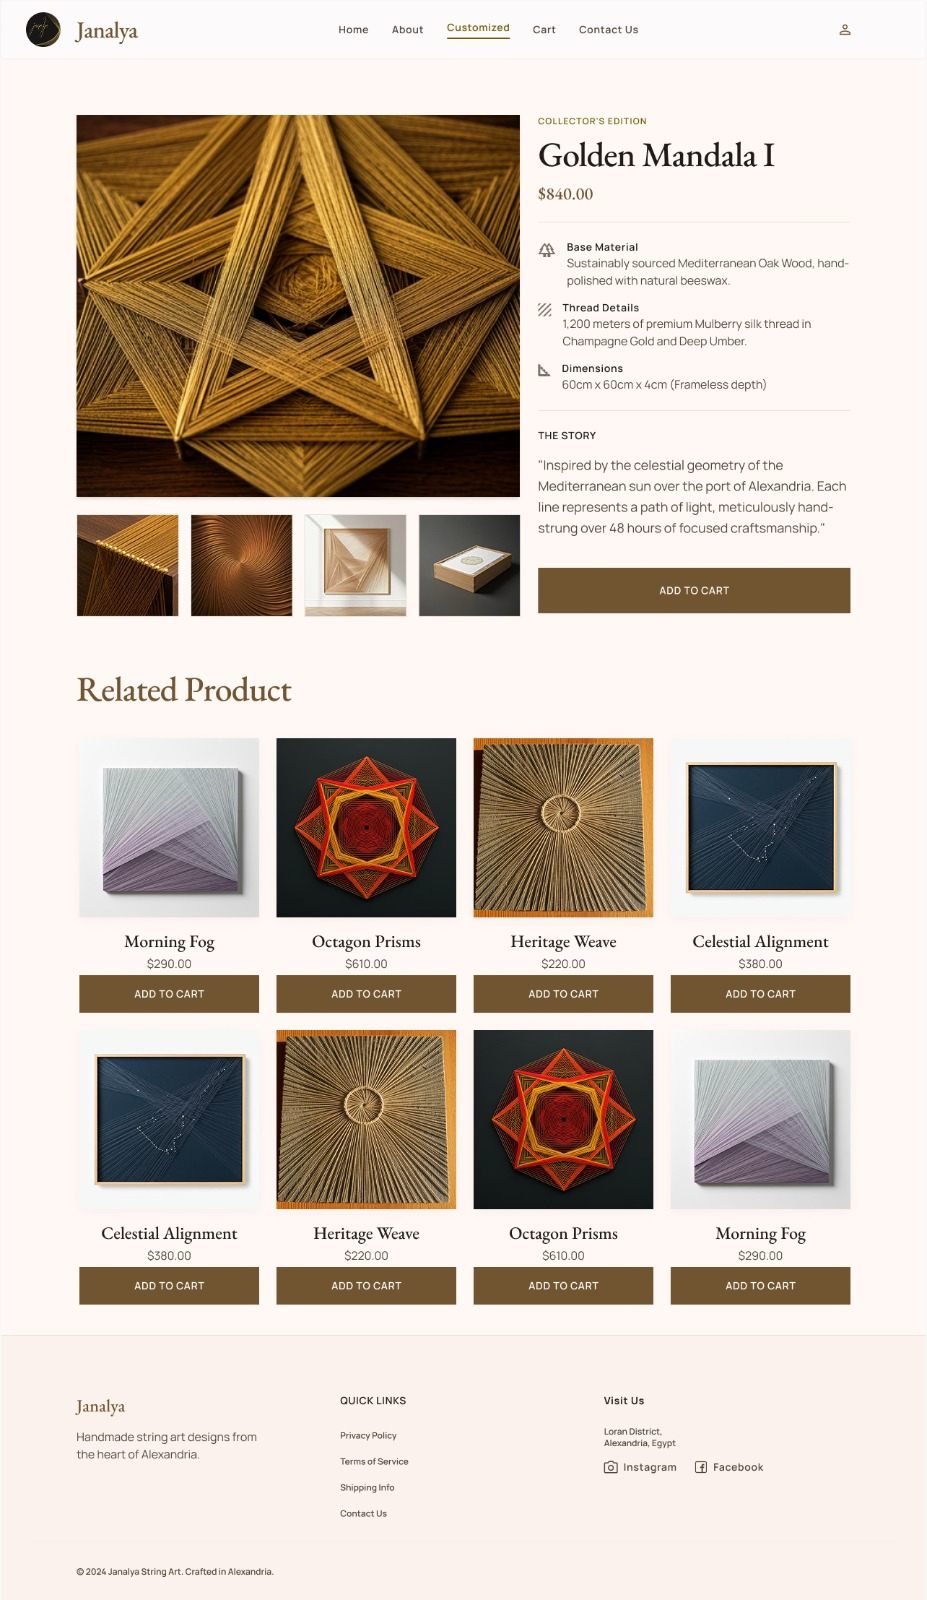 Janalya
Home
About
Customized
Cart
Contact Us
COLLECTOR'S EDITION
Golden Mandala I
$840.00
Base Material
Sustainably sourced Mediterranean Oak Wood, hand-
polished with natural beeswax.
Thread Details
1,200 meters of premium Mulberry silk thread in
Champagne Gold and Deep Umber.
Dimensions
60cm x 60cm x 4cm (Frameless depth)
THE STORY
"Inspired by the celestial geometry of the
Mediterranean sun over the port of Alexandria. Each
line represents a path of light, meticulously hand-
strung over 48 hours of focused craftsmanship."
ADD TO CART
Related Product
Morning Fog
$290.00
ADD TO CART
Octagon Prisms
$610.00
ADD TO CART
Heritage Weave
$220.00
ADD TO CART
Celestial Alignment
$380.00
ADD TO CART
Celestial Alignment
$380.00
ADD TO CART
Heritage Weave
$220.00
ADD TO CART
Octagon Prisms
$610.00
ADD TO CART
Morning Fog
$290.00
ADD TO CART
Janalya
Handmade string art designs from
the heart of Alexandria.
QUICK LINKS
Privacy Policy
Terms of Service
Shipping Info
Contact Us
Visit Us
Loran District,
Alexandria, Egypt
Instagram
Facebook
© 2024 Janalya String Art. Crafted in Alexandria.